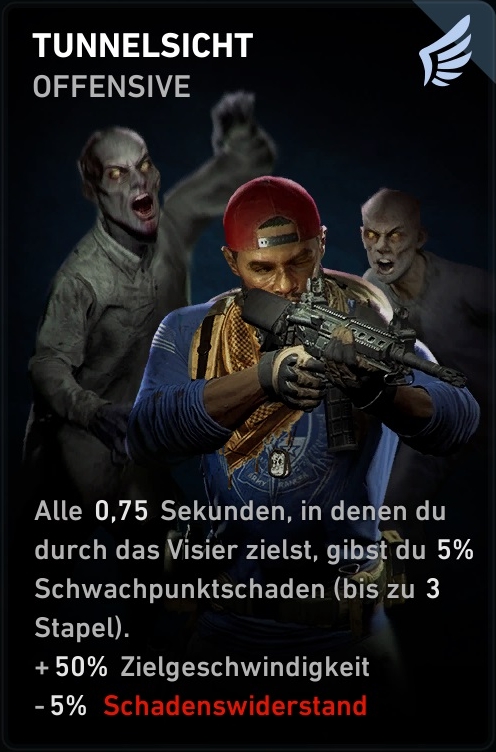 TUNNELSICHT
OFFENSIVE
Alle 0,75 Sekunden, in denen du
durch das Visier zielst, gibst du 5%
Schwachpunktschaden (bis zu 3
Stapel).
+50% Zielgeschwindigkeit
-5% Schadenswiderstand